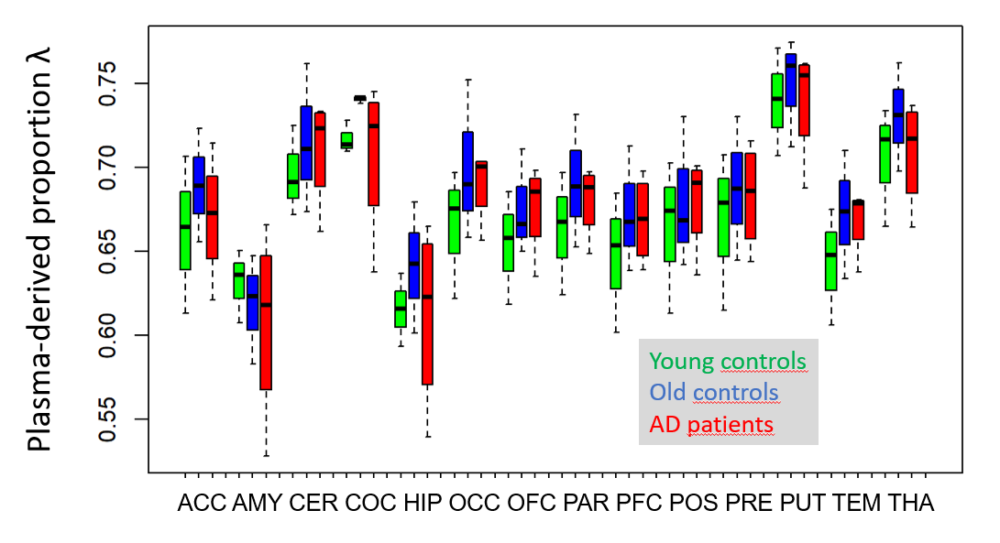 Plasma-derived proportion λ
0.75
0.70
0.65
0.60
0.55
Young controls
Old controls
AD patients
ACC AMY CER COC HIP OCC OFC PAR PFC POS PRE PUT TEM THA